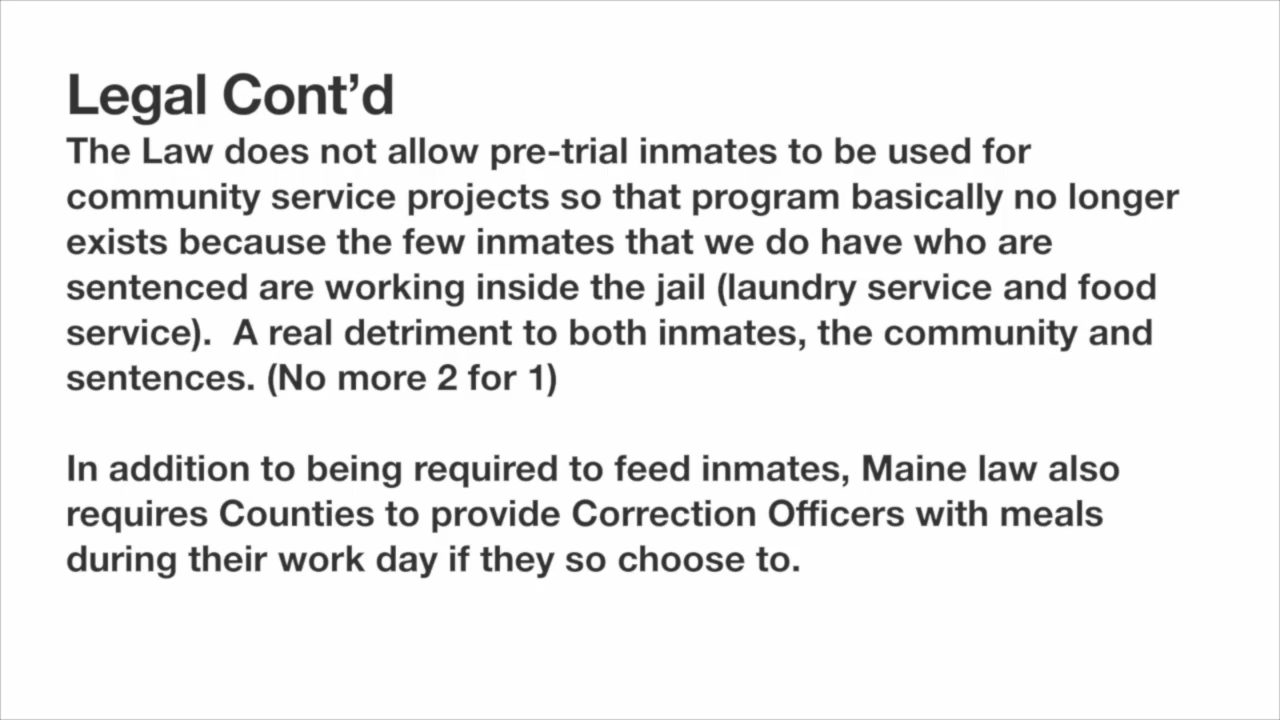 Legal Cont’d
The Law does not allow pre-trial inmates to be used for
community service projects so that program basically no longer
exists because the few inmates that we do have who are
sentenced are working inside the jail (laundry service and food
service).  A real detriment to both inmates, the community and
sentences. (No more 2 for 1)
In addition to being required to feed inmates, Maine law also
requires Counties to provide Correction Officers with meals
during their work day if they so choose to.